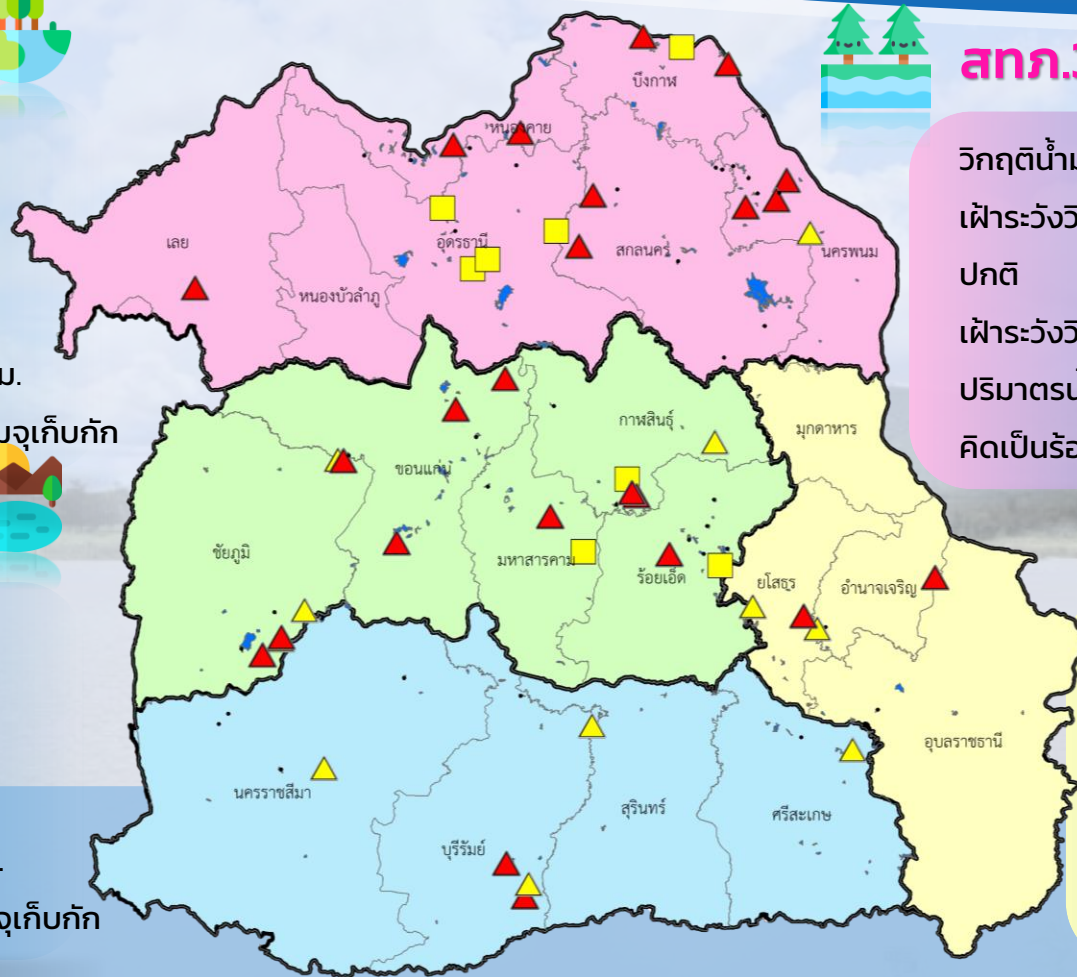 สทภ.3
วิกฤติน้ำม
เฝ้าระวังวิ
ปกติ
เฝ้าระวังวิ
ปริมาตรน้
คิดเป็นร้อ
ม.
มจุเก็บกัก
.
จุเก็บกัก
บึงกาฬ
หนองคาย
เลย
อุดรธานี
สกลนคร
นครพนม
หนองบัวลำภู
กาฬสินธุ์
มุกดาหาร
ขอนแก่น
ชัยภูมิ
มหาสารคาม
ร้อยเอ็ด
ยโสธร
อำนาจเจริญ
อุบลราชธานี
นครราชสีมา
สุรินทร์
ศรีสะเกษ
บุรีรัมย์